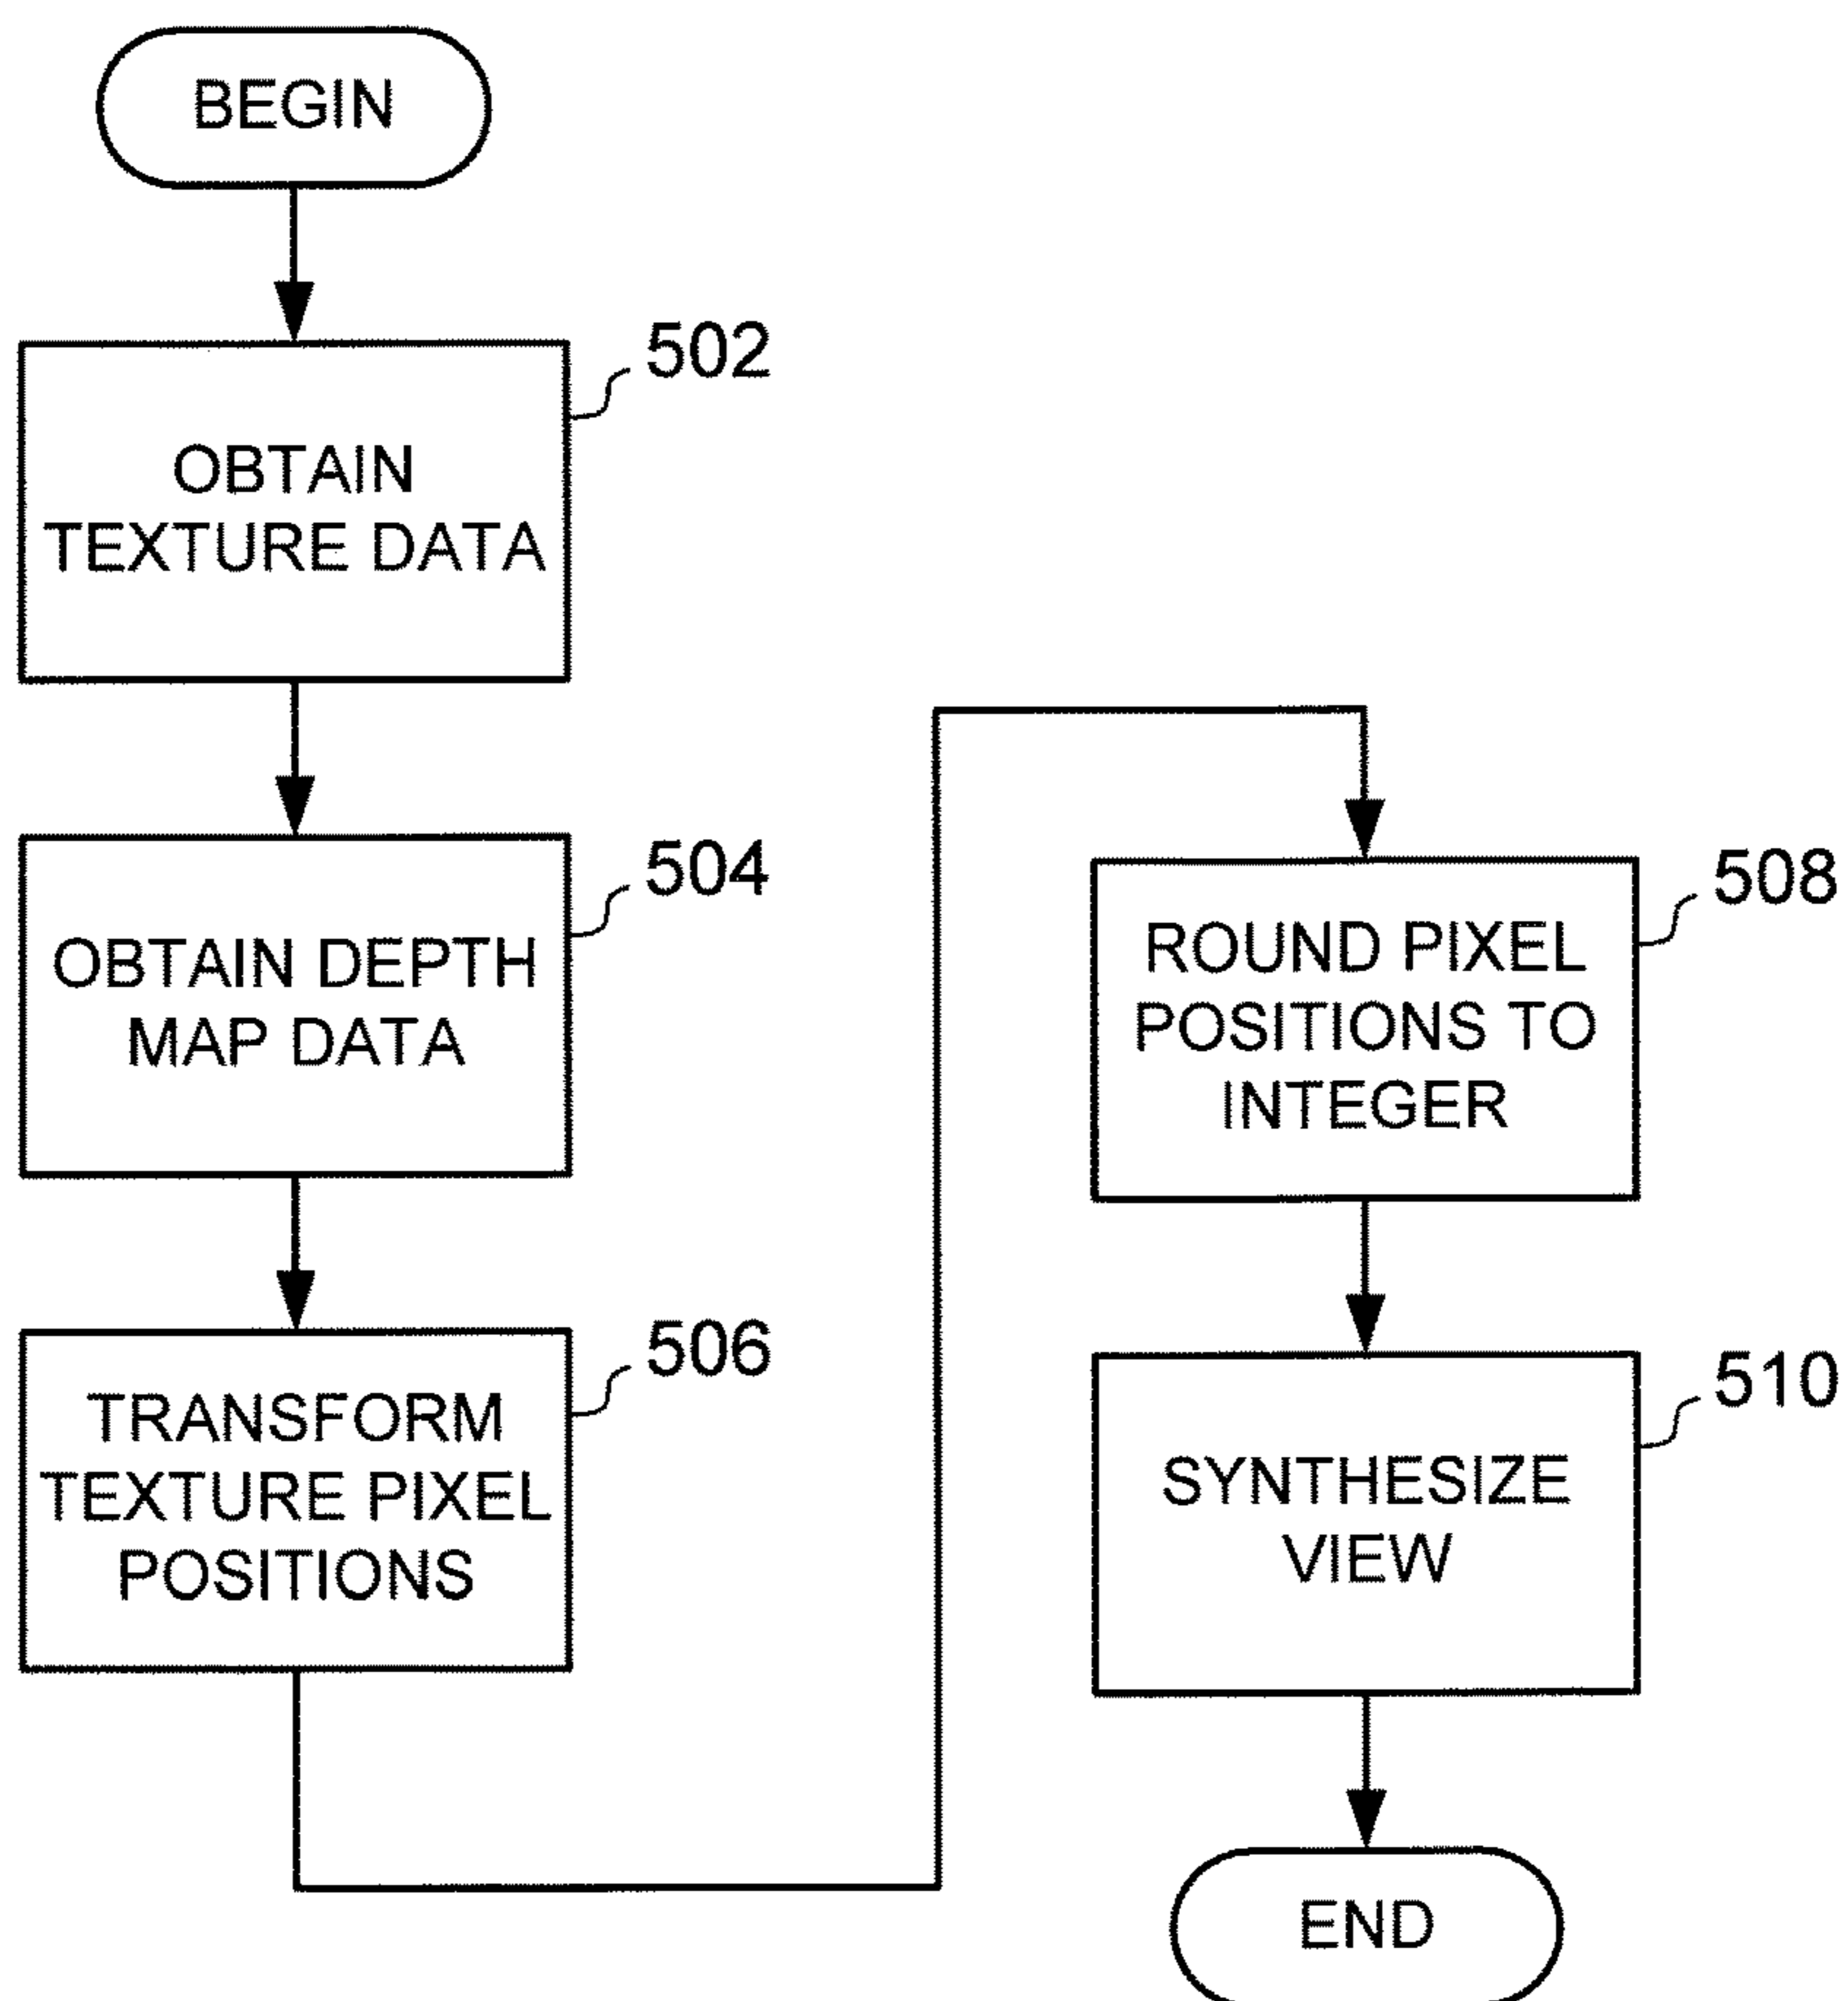 BEGIN
502
OBTAIN
TEXTURE DATA
504
OBTAIN DEPTH
MAP DATA
506
TRANSFORM
TEXTURE PIXEL
POSITIONS
508
ROUND PIXEL
POSITIONS TO
INTEGER
510
SYNTHESIZE
VIEW
END